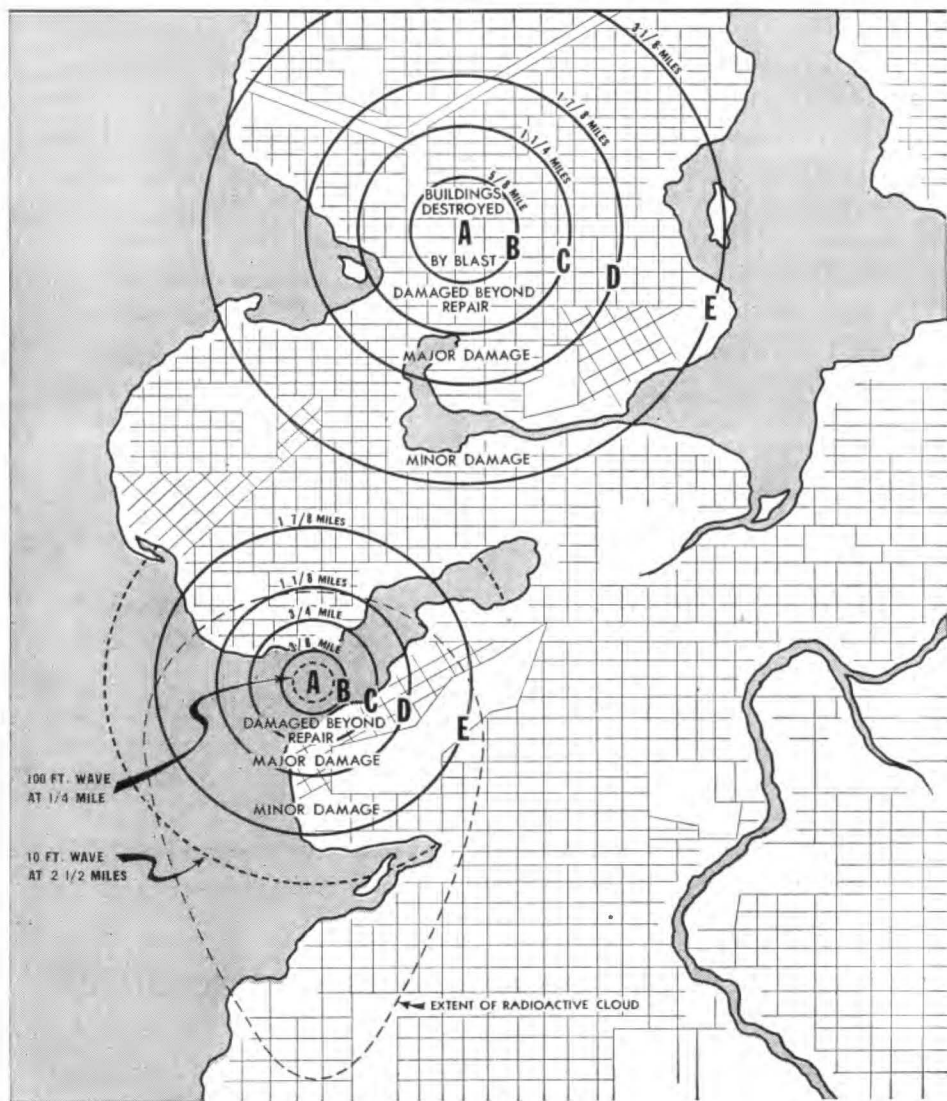 3 1/8 MILES
1 7/8 MILES
1 1/4 MILES
5/8 MILE
BUILDINGS
DESTROYED
A
BY BLAST
B
C
D
E
DAMAGED BEYOND
REPAIR
MAJOR DAMAGE
MINOR DAMAGE
1 7/8 MILES
1 1/8 MILES
3/4 MILE
3/8 MILE
A
B
C
D
E
DAMAGED BEYOND
REPAIR
MAJOR DAMAGE
MINOR DAMAGE
100 FT. WAVE
AT 1/4 MILE
10 FT. WAVE
AT 2 1/2 MILES
EXTENT OF RADIOACTIVE CLOUD